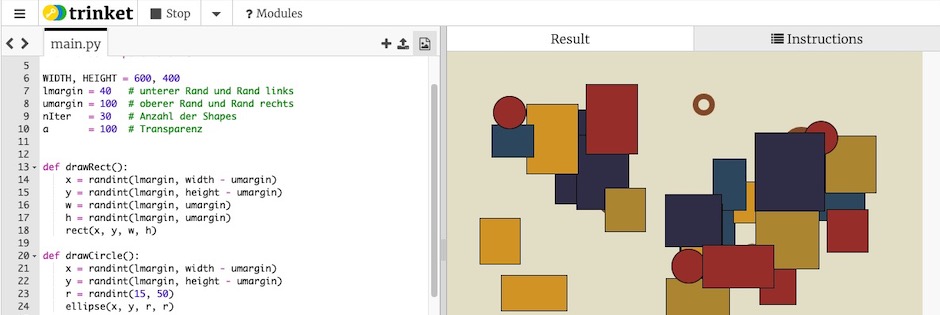 trinket
Stop
? Modules
main.py
Result
Instructions
5
6 WIDTH, HEIGHT = 600, 400
7 lmargin = 40 # unterer Rand und Rand links
8 umargin = 100 # oberer Rand und Rand rechts
9 nIter = 30 # Anzahl der Shapes
10 a = 100 # Transparenz
11
12
13 def drawRect():
14 x = randint(lmargin, width - umargin)
15 y = randint(lmargin, height - umargin)
16 w = randint(lmargin, umargin)
17 h = randint(lmargin, umargin)
18 rect(x, y, w, h)
19
20 def drawCircle():
21 x = randint(lmargin, width - umargin)
22 y = randint(lmargin, height - umargin)
23 r = randint(15, 50)
24 ellipse(x, y, r, r)